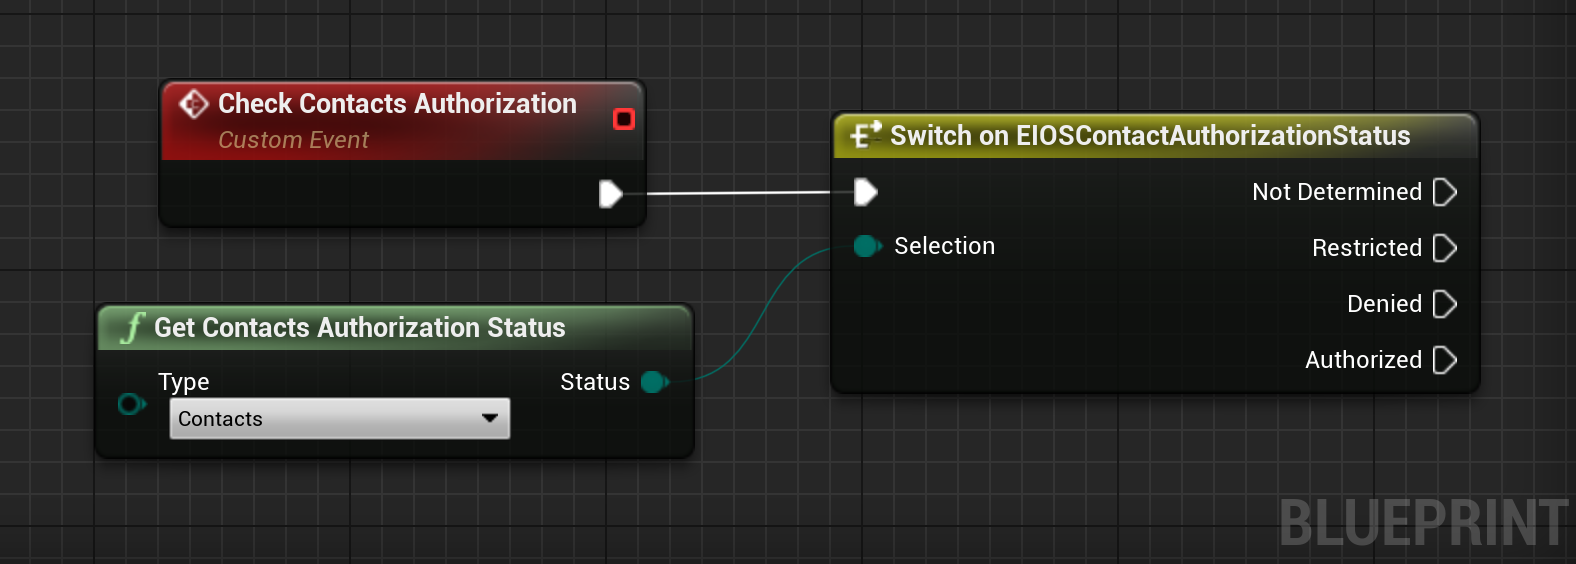 Check Contacts Authorization
Custom Event
Switch on EIOSContactAuthorizationStatus
Not Determined
Selection
Restricted
Denied
Authorized
Get Contacts Authorization Status
Type
Status
Contacts
BLUEPRINT